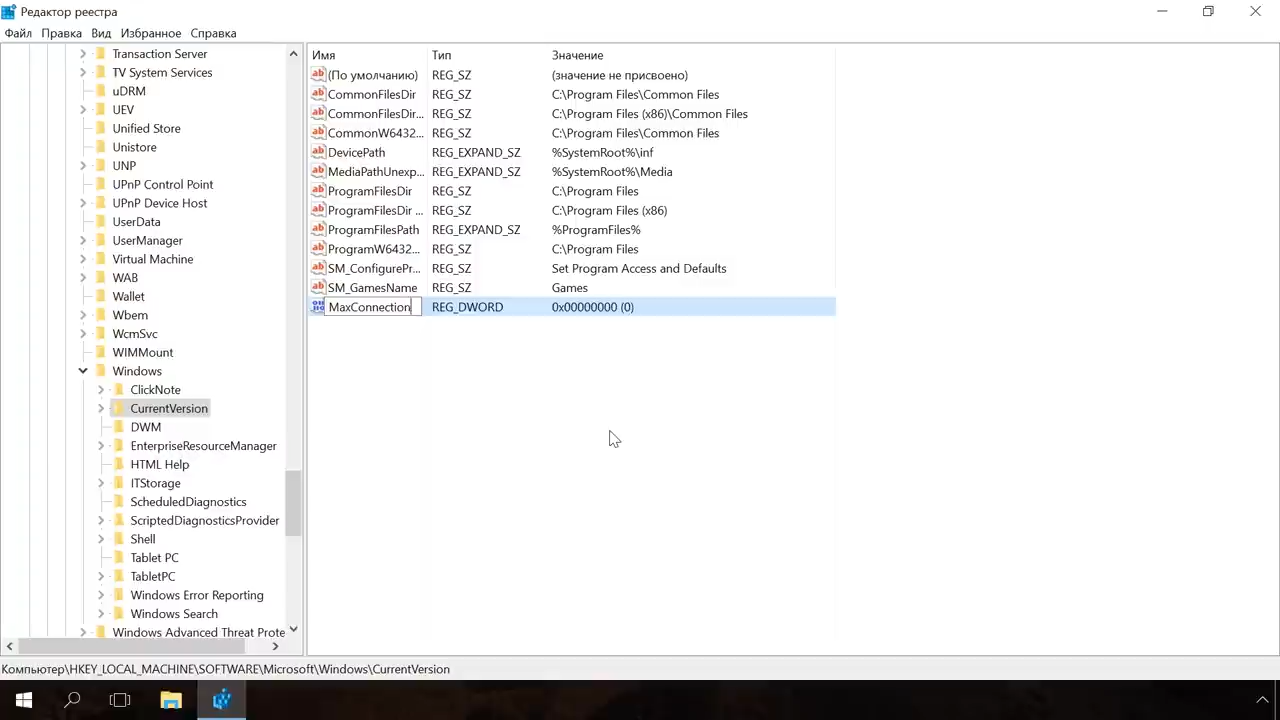 Редактор реестра
Файл Правка Вид Избранное Справка
Transaction Server
TV System Services
uDRM
UEV
Unified Store
Unistore
UNP
UPnP Control Point
UPnP Device Host
UserData
UserManager
Virtual Machine
WAB
Wallet
Wbem
WcmSvc
WIMMount
Windows
ClickNote
CurrentVersion
DWM
EnterpriseResourceManager
HTML Help
ITStorage
ScheduledDiagnostics
ScriptedDiagnosticsProvider
Shell
Tablet PC
TabletPC
Windows Error Reporting
Windows Search
Windows Advanced Threat Prote
Имя Тип Значение
(По умолчанию) REG_SZ (значение не присвоено)
CommonFilesDir REG_SZ C:\Program Files\Common Files
CommonFilesDir... REG_SZ C:\Program Files (x86)\Common Files
CommonW6432... REG_SZ C:\Program Files\Common Files
DevicePath REG_EXPAND_SZ %SystemRoot%\inf
MediaPathUnexp... REG_EXPAND_SZ %SystemRoot%\Media
ProgramFilesDir REG_SZ C:\Program Files
ProgramFilesDir ... REG_SZ C:\Program Files (x86)
ProgramFilesPath REG_EXPAND_SZ %ProgramFiles%
ProgramW6432... REG_SZ C:\Program Files
SM_ConfigurePr... REG_SZ Set Program Access and Defaults
SM_GamesName REG_SZ Games
MaxConnection REG_DWORD 0x00000000 (0)
Компьютер\HKEY_LOCAL_MACHINE\SOFTWARE\Microsoft\Windows\CurrentVersion